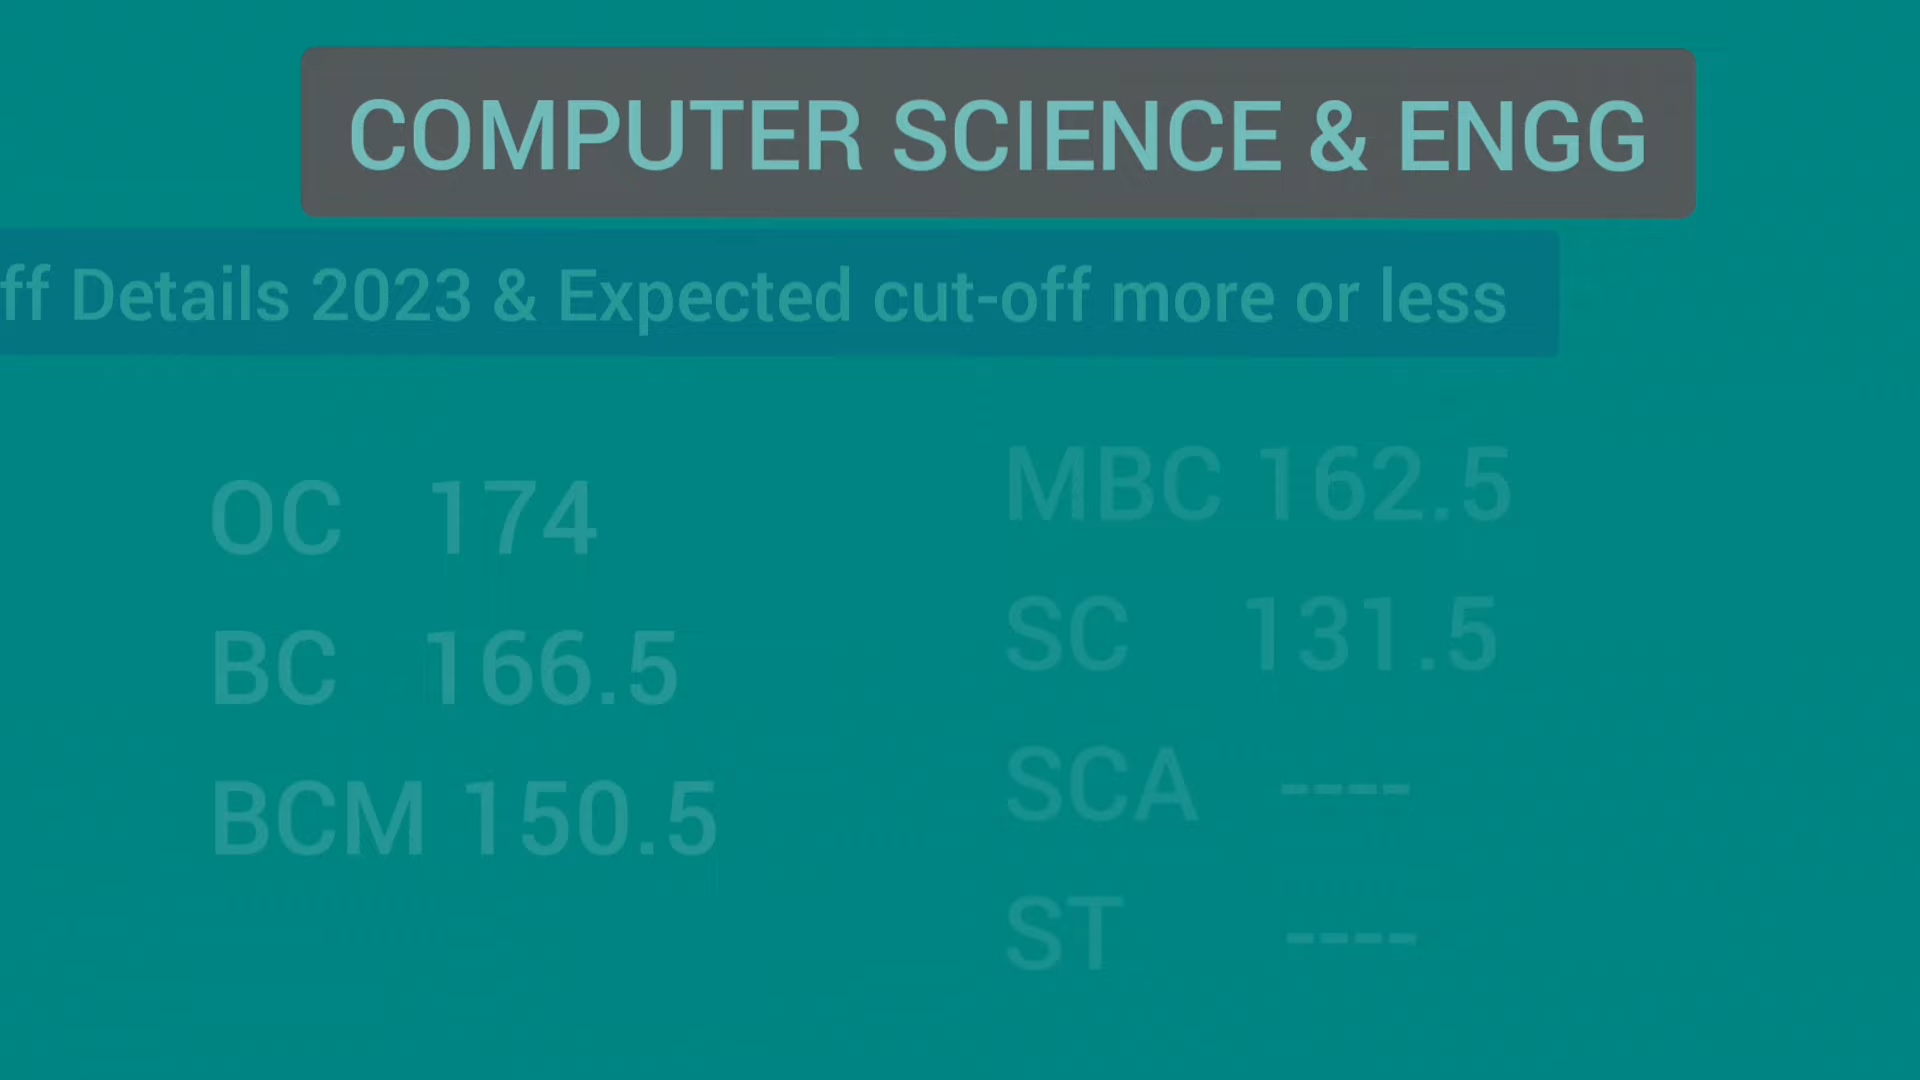 COMPUTER SCIENCE & ENGG
ff Details 2023 & Expected cut-off more or less
OC 174
BC 166.5
BCM 150.5
MBC 162.5
SC 131.5
SCA ----
ST ----